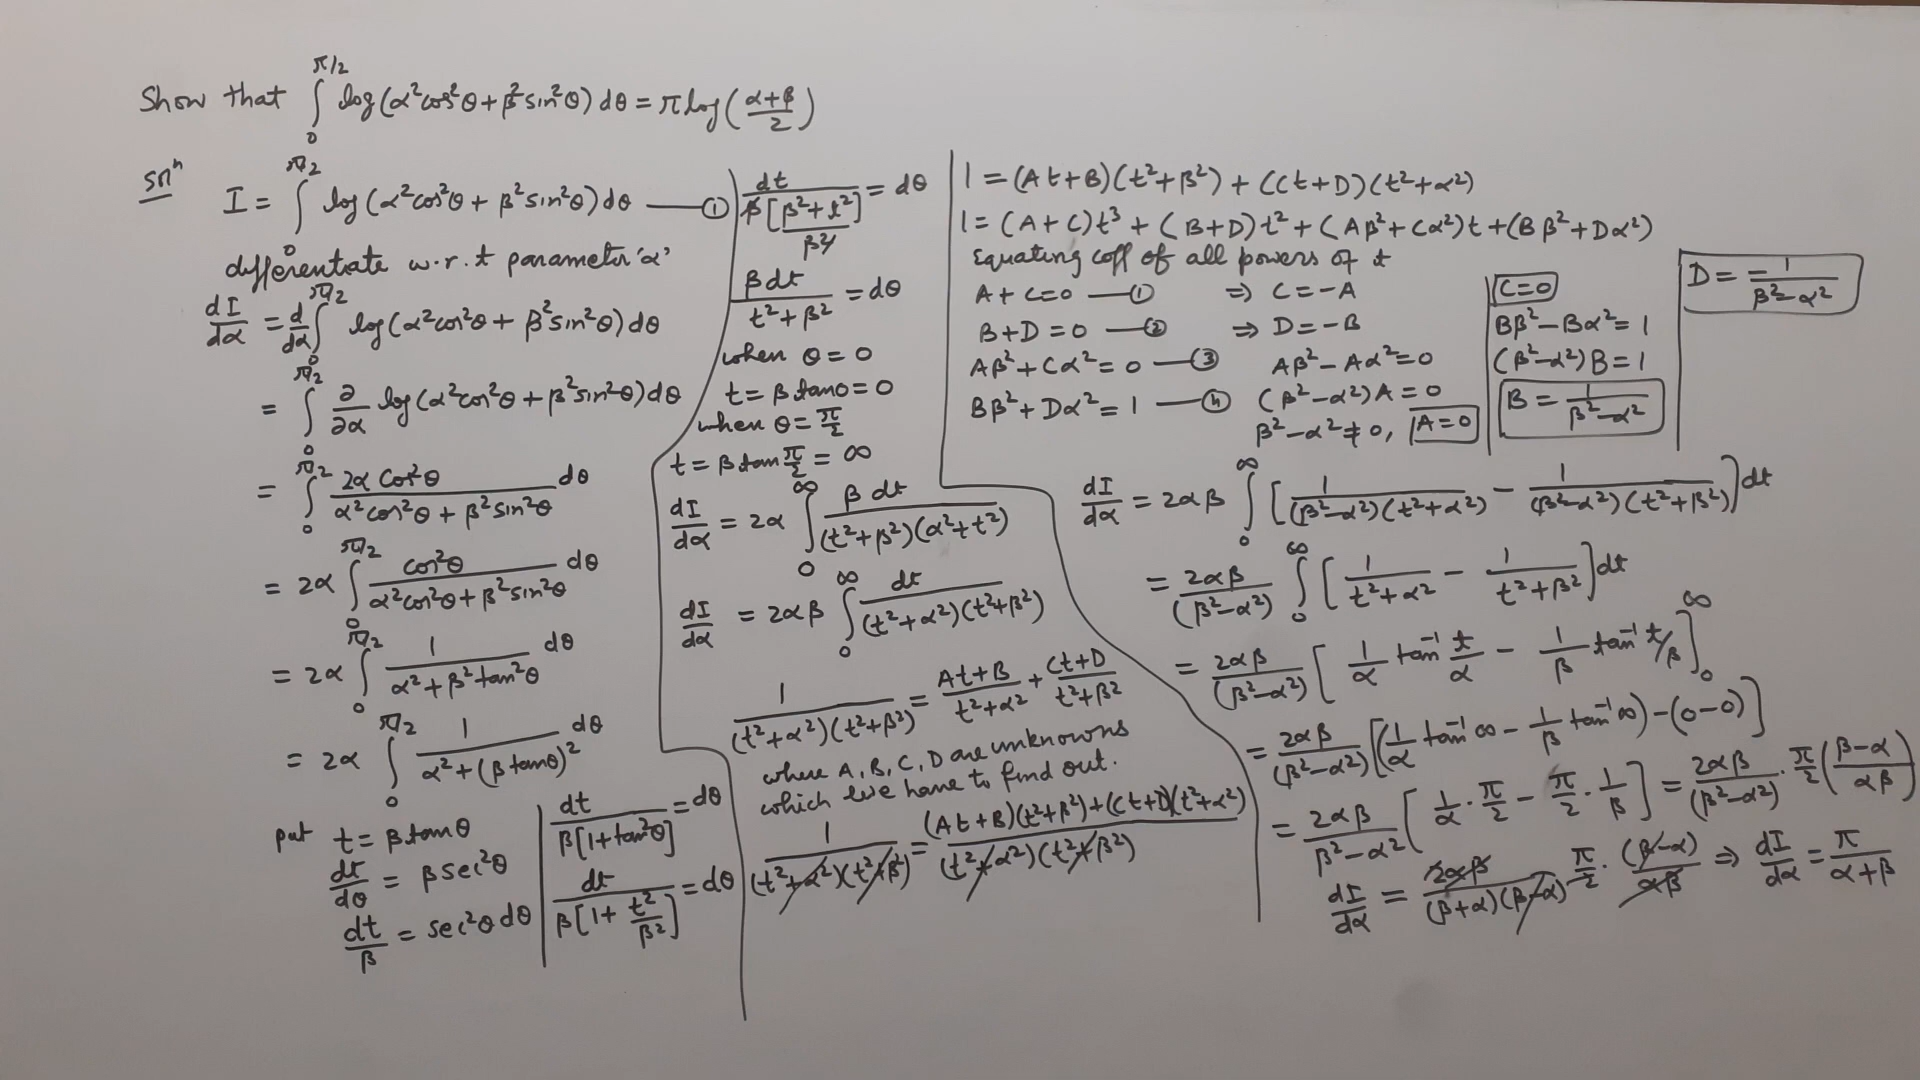 Show that ∫₀^{π/2} log(α²cos²θ + β²sin²θ) dθ = π log((α+β)/2)
Solⁿ
I = ∫₀^{π/2} log(α²cos²θ + β²sin²θ) dθ —— ①
differentiate w.r.t parameter 'α'
dI/dα = d/dα ∫₀^{π/2} log(α²cos²θ + β²sin²θ) dθ
= ∫₀^{π/2} ∂/∂α log(α²cos²θ + β²sin²θ) dθ
= ∫₀^{π/2} 2α cos²θ / (α²cos²θ + β²sin²θ) dθ
= 2α ∫₀^{π/2} cos²θ / (α²cos²θ + β²sin²θ) dθ
= 2α ∫₀^{π/2} 1 / (α² + β²tan²θ) dθ
= 2α ∫₀^{π/2} 1 / (α² + (β tanθ)²) dθ
put t = β tanθ
dt/dθ = β sec²θ
dt/β = sec²θ dθ
dt / β[1+tan²θ] = dθ
dt / β[1 + t²/β²] = dθ
dt / β[(β²+t²)/β²] = dθ
β dt / (t²+β²) = dθ
when θ = 0
t = β tan0 = 0
when θ = π/2
t = β tan π/2 = ∞
dI/dα = 2α ∫₀^∞ β dt / (t²+β²)(α²+t²)
dI/dα = 2αβ ∫₀^∞ dt / (t²+α²)(t²+β²)
1 / (t²+α²)(t²+β²) = (At+B)/(t²+α²) + (Ct+D)/(t²+β²)
where A, B, C, D are unknowns
which we have to find out.
1 / (t²+α²)(t²+β²) = ((At+B)(t²+β²)+(Ct+D)(t²+α²)) / (t²+α²)(t²+β²)
1 = (At+B)(t²+β²) + (Ct+D)(t²+α²)
1 = (A+C)t³ + (B+D)t² + (Aβ²+Cα²)t + (Bβ²+Dα²)
Equating coff of all powers of t
A+C=0 —— ① ⇒ C = -A
B+D = 0 —— ② ⇒ D = -B
Aβ²+Cα² = 0 —— ③ Aβ²-Aα²=0
Bβ²+Dα² = 1 —— ④ (β²-α²)A = 0
β²-α² ≠ 0, A=0
C=0
Bβ²-Bα²=1
(β²-α²)B=1
B = 1/(β²-α²)
D = -1/(β²-α²)
dI/dα = 2αβ ∫₀^∞ [1/(β²-α²)(t²+α²) - 1/(β²-α²)(t²+β²)] dt
= 2αβ/(β²-α²) ∫₀^∞ [1/(t²+α²) - 1/(t²+β²)] dt
= 2αβ/(β²-α²) [1/α tan⁻¹ t/α - 1/β tan⁻¹ t/β]₀^∞
= 2αβ/(β²-α²) [(1/α tan⁻¹ ∞ - 1/β tan⁻¹ ∞) - (0-0)]
= 2αβ/(β²-α²) [1/α · π/2 - π/2 · 1/β] = 2αβ/(β²-α²) · π/2 ((β-α)/αβ)
dI/dα = 2αβ/(β+α)(β-α) π/2 · (β-α)/αβ ⇒ dI/dα = π/(α+β)